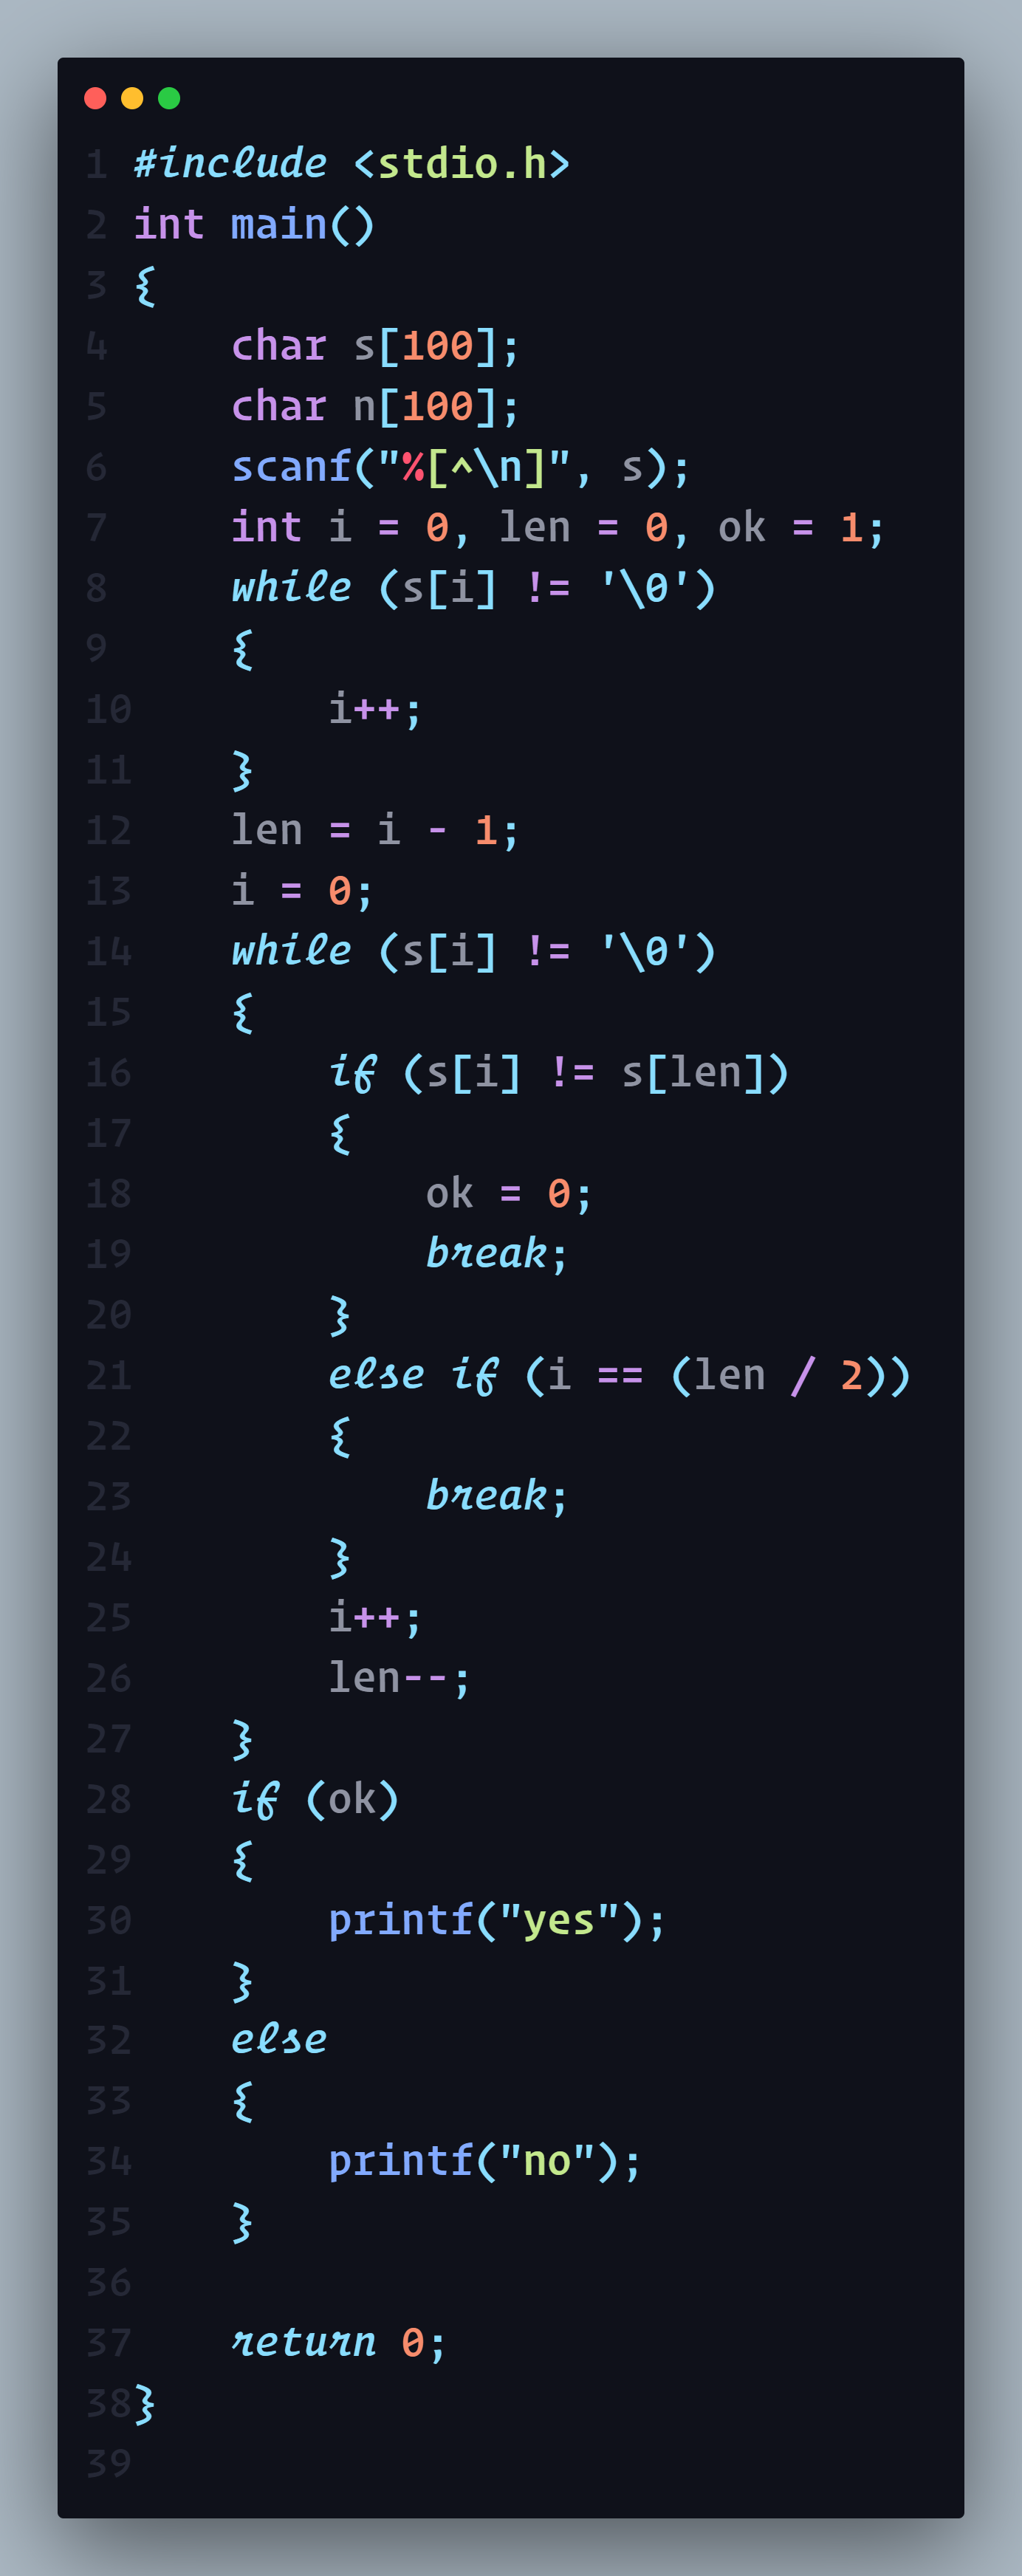 1 #include <stdio.h>
2 int main()
3 {
4     char s[100];
5     char n[100];
6     scanf("%[^\n]", s);
7     int i = 0, len = 0, ok = 1;
8     while (s[i] != '\0')
9     {
10         i++;
11     }
12     len = i - 1;
13     i = 0;
14     while (s[i] != '\0')
15     {
16         if (s[i] != s[len])
17         {
18             ok = 0;
19             break;
20         }
21         else if (i == (len / 2))
22         {
23             break;
24         }
25         i++;
26         len--;
27     }
28     if (ok)
29     {
30         printf("yes");
31     }
32     else
33     {
34         printf("no");
35     }
36
37     return 0;
38 }
39